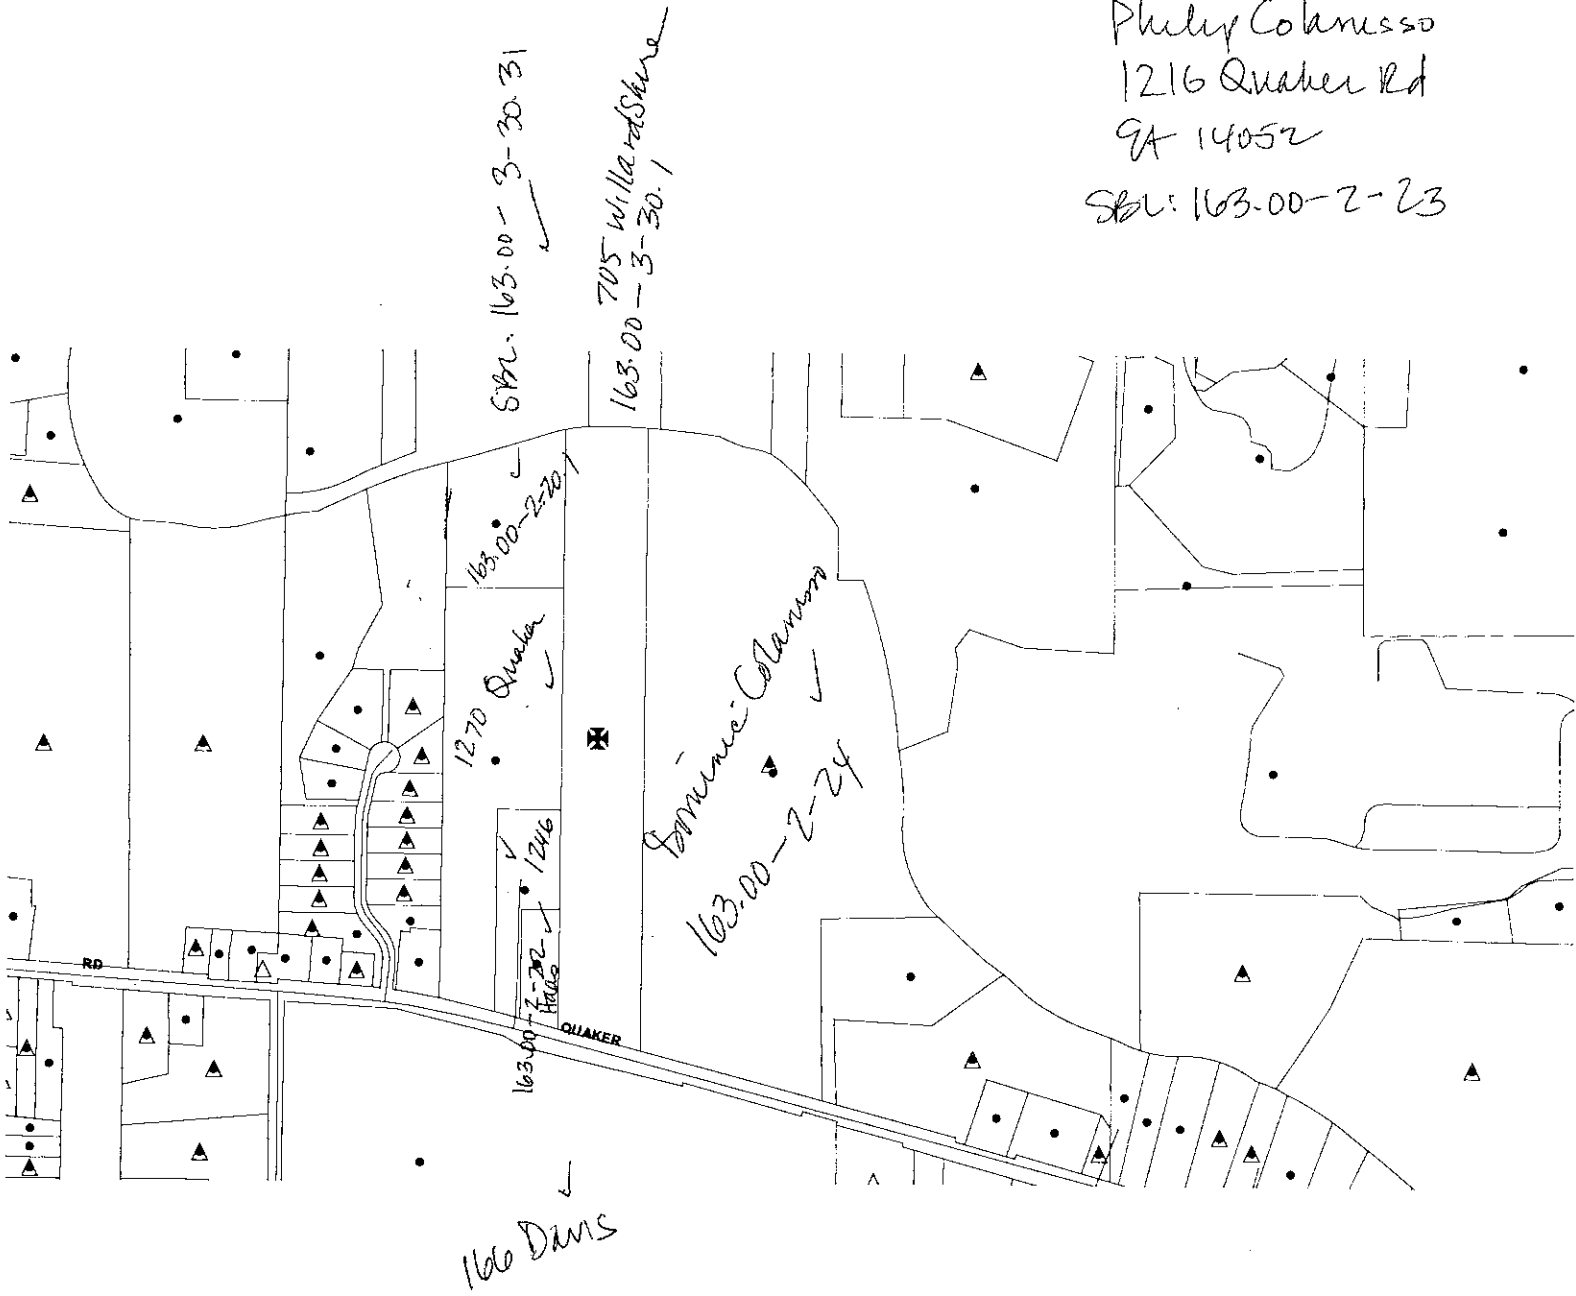 Philip Colarusso
1216 Quaker Rd
EA 14052
SBL: 163.00-2-23
SBL: 163.00-3-30.31
705 Willardshire
163.00-3-30.1
163.00-2-20.1
1270 Quaker
Dominic Colarusso
163.00-2-24
1246
163.00-2-22
Haas
RD
QUAKER
166 Davis